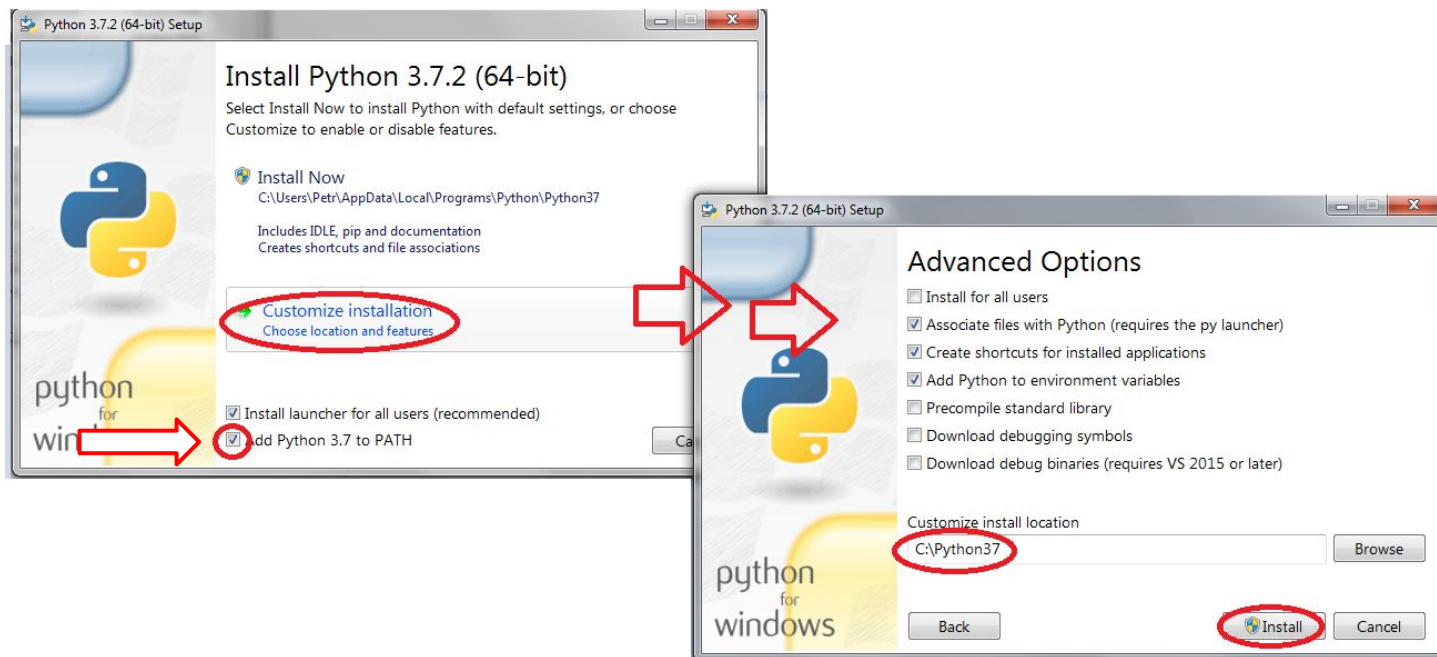 Python 3.7.2 (64-bit) Setup
Install Python 3.7.2 (64-bit)
Select Install Now to install Python with default settings, or choose
Customize to enable or disable features.
Install Now
C:\Users\Petr\AppData\Local\Programs\Python\Python37
Includes IDLE, pip and documentation
Creates shortcuts and file associations
Customize installation
Choose location and features
Install launcher for all users (recommended)
Add Python 3.7 to PATH
python
for
win
Ca
Python 3.7.2 (64-bit) Setup
Advanced Options
Install for all users
Associate files with Python (requires the py launcher)
Create shortcuts for installed applications
Add Python to environment variables
Precompile standard library
Download debugging symbols
Download debug binaries (requires VS 2015 or later)
Customize install location
C:\Python37
Browse
python
for
windows
Back
Install
Cancel